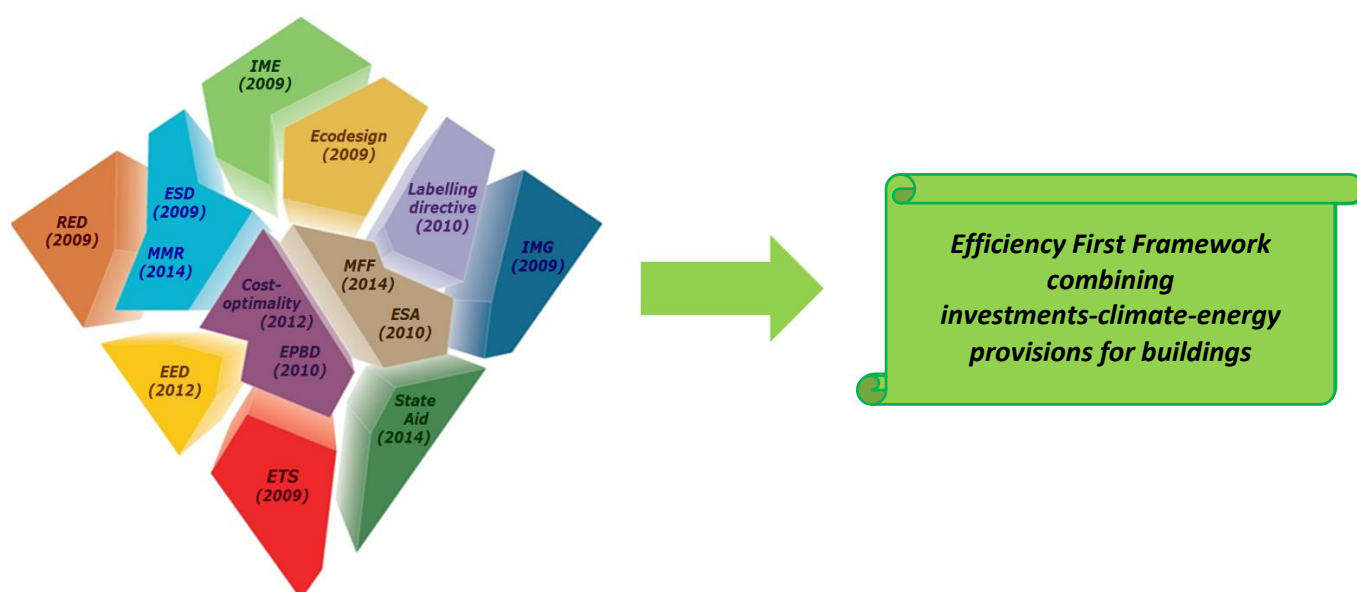 IME
(2009)
Ecodesign
(2009)
Labelling
directive
(2010)
ESD
(2009)
MMR
(2014)
RED
(2009)
IMG
(2009)
MFF
(2014)
ESA
(2010)
Cost-
optimality
(2012)
EPBD
(2010)
EED
(2012)
State
Aid
(2014)
ETS
(2009)
Efficiency First Framework
combining
investments-climate-energy
provisions for buildings